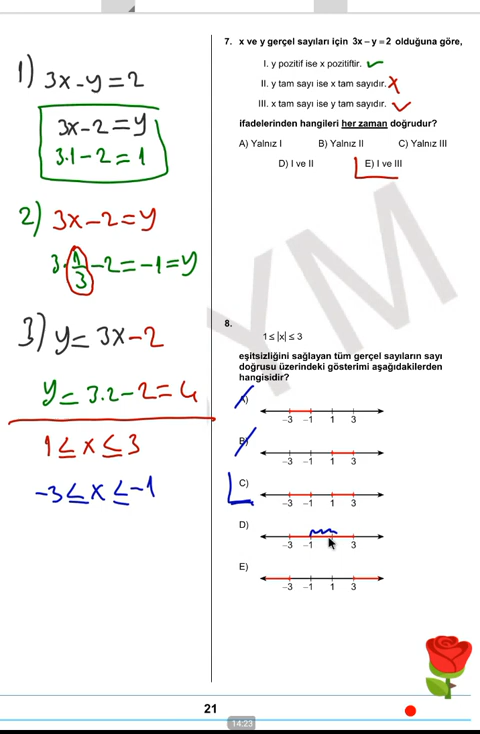 1) 3x-y=2
3x-2=y
3.1-2=1
2) 3x-2=y
3.1/3-2=-1=y
3) y=3x-2
y=3.2-2=4
1≤x≤3
-3≤x≤-1
7. x ve y gerçel sayıları için 3x – y = 2 olduğuna göre,
I. y pozitif ise x pozitiftir.
II. y tam sayı ise x tam sayıdır.
III. x tam sayı ise y tam sayıdır.
ifadelerinden hangileri her zaman doğrudur?
A) Yalnız I B) Yalnız II C) Yalnız III
D) I ve II E) I ve III
YM
8.
1 ≤ |x| ≤ 3
eşitsizliğini sağlayan tüm gerçel sayıların sayı
doğrusu üzerindeki gösterimi aşağıdakilerden
hangisidir?
A)
–3 –1 1 3
B)
–3 –1 1 3
C)
–3 –1 1 3
D)
–3 –1 3
E)
–3 –1 1 3
21
14:23